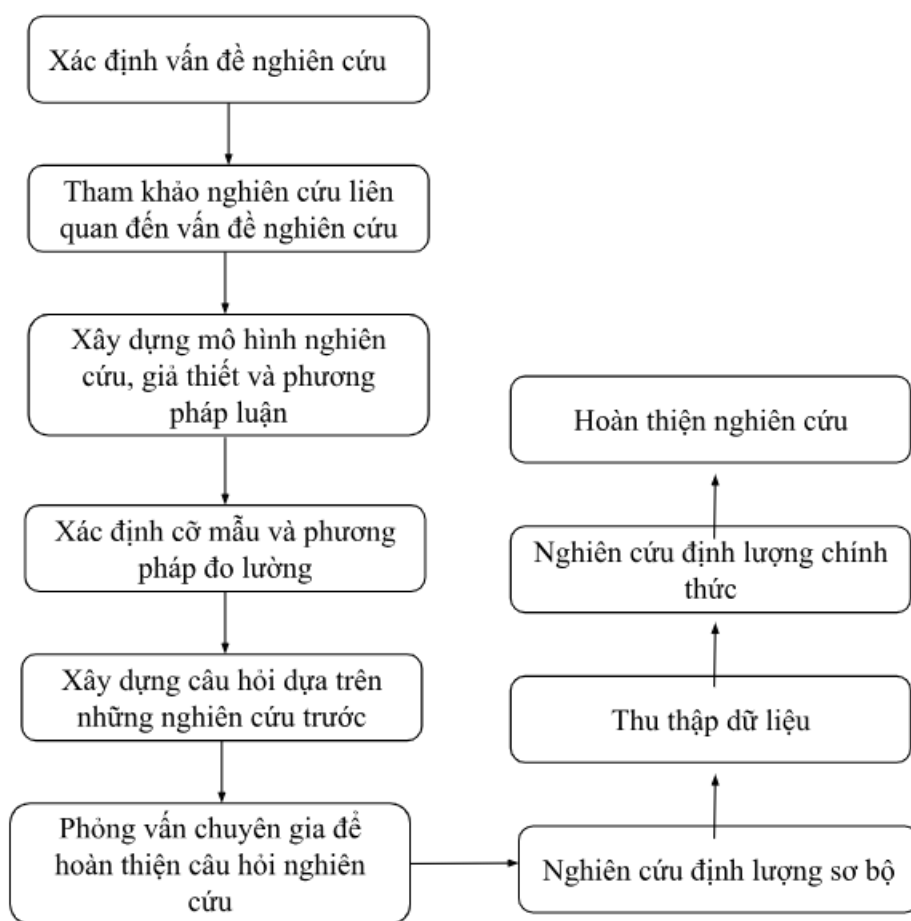 Xác định vấn đề nghiên cứu
Tham khảo nghiên cứu liên
quan đến vấn đề nghiên cứu
Xây dựng mô hình nghiên
cứu, giả thiết và phương
pháp luận
Xác định cỡ mẫu và phương
pháp đo lường
Xây dựng câu hỏi dựa trên
những nghiên cứu trước
Phỏng vấn chuyên gia để
hoàn thiện câu hỏi nghiên
cứu
Nghiên cứu định lượng sơ bộ
Thu thập dữ liệu
Nghiên cứu định lượng chính
thức
Hoàn thiện nghiên cứu